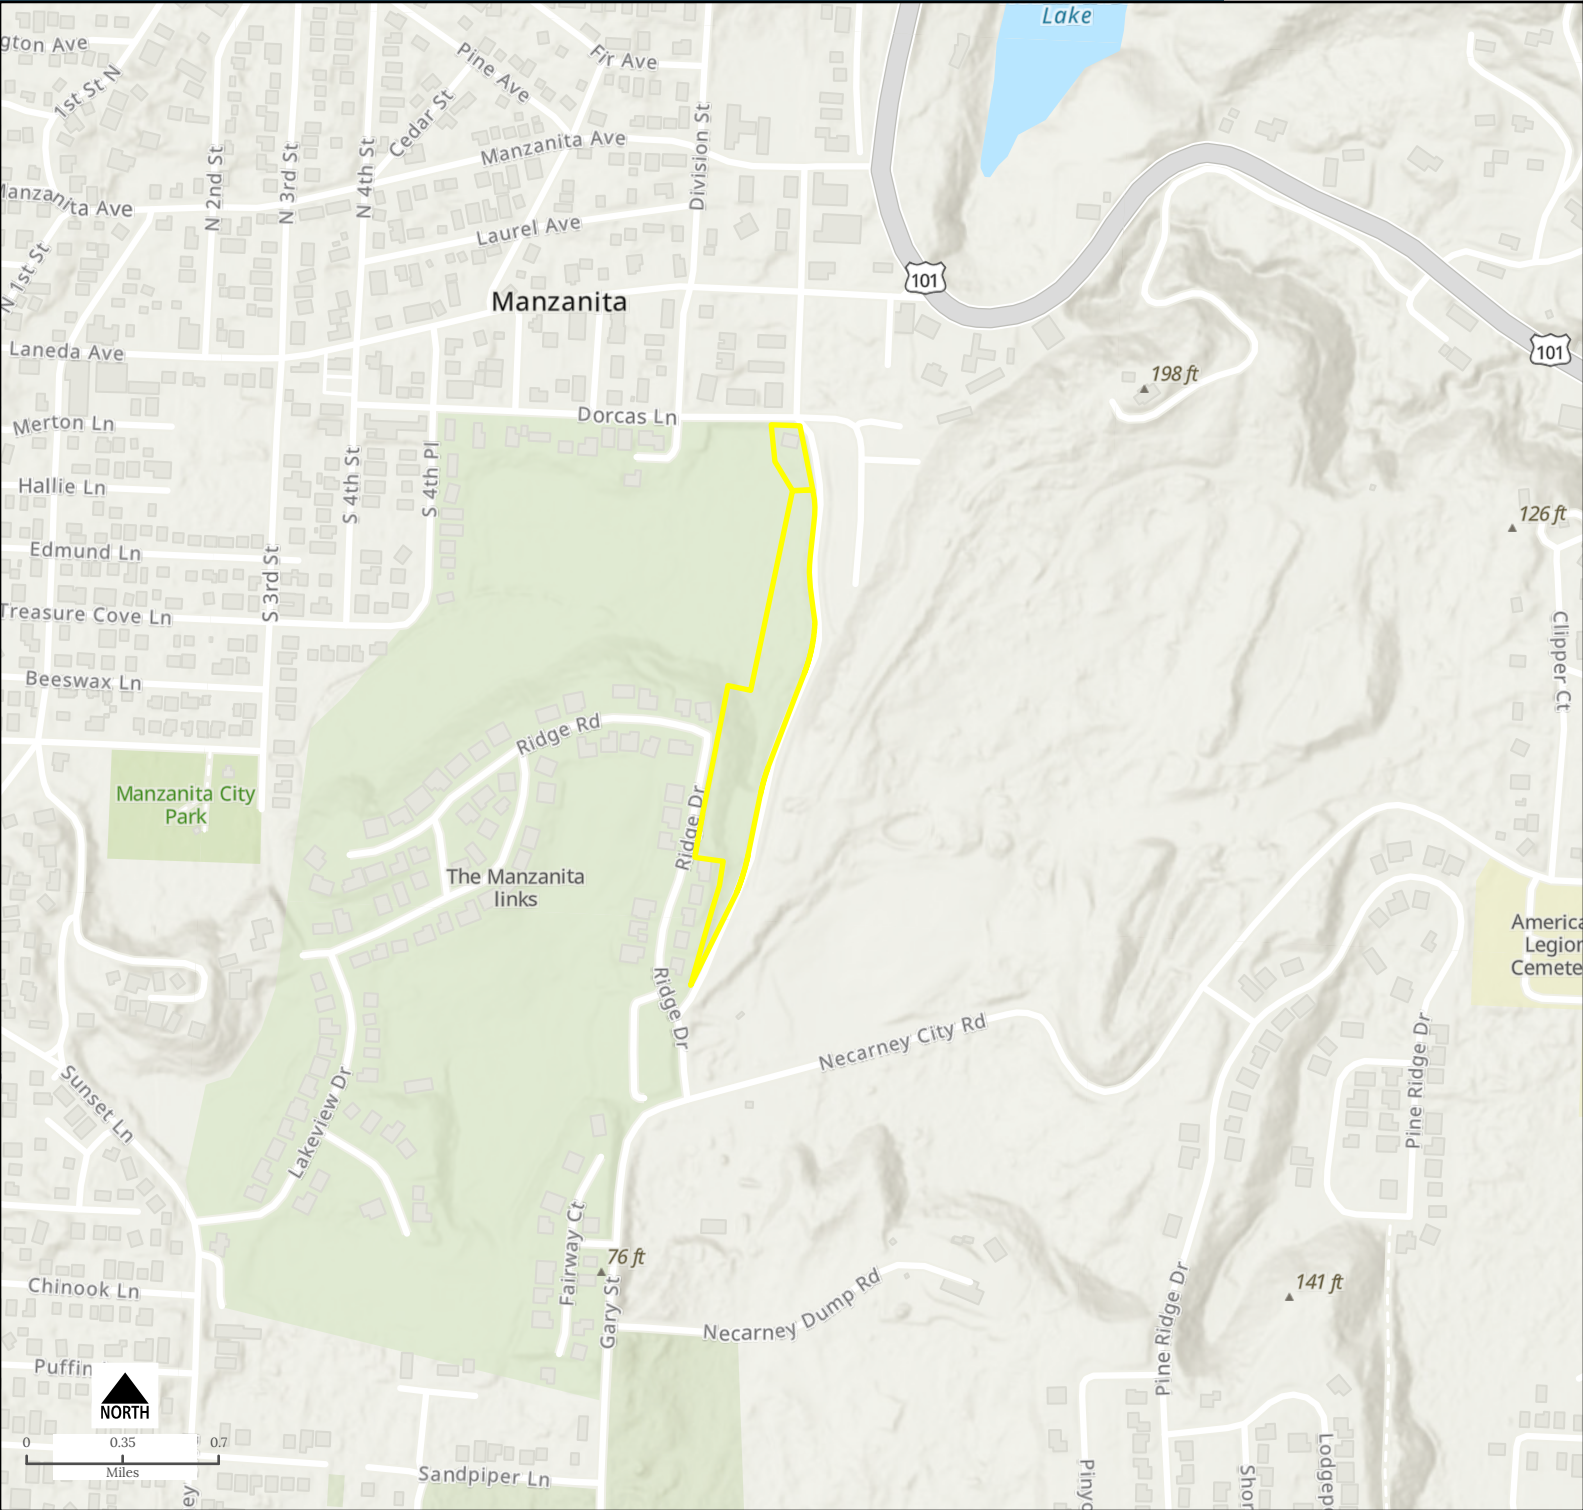 Lake
gton Ave
1st St N
Pine Ave
Fir Ave
Cedar St
Manzanita Ave
Division St
N 2nd St
N 3rd St
N 4th St
Manzanita Ave
Laurel Ave
N 1st St
101
Manzanita
Laneda Ave
101
198 ft
Merton Ln
Dorcas Ln
Hallie Ln
S 4th St
S 4th Pl
126 ft
Edmund Ln
S 3rd St
Treasure Cove Ln
Clipper Ct
Beeswax Ln
Ridge Rd
Manzanita City
Park
Ridge Dr
The Manzanita
links
America
Legion
Cemete
Ridge Dr
Necarney City Rd
Pine Ridge Dr
Sunset Ln
Lakeview Dr
Fairway Ct
76 ft
Gary St
Chinook Ln
Necarney Dump Rd
141 ft
Pine Ridge Dr
Puffin
NORTH
0 0.35 0.7
Miles
Sandpiper Ln
ey
Pinyo
Shor
Lodgep